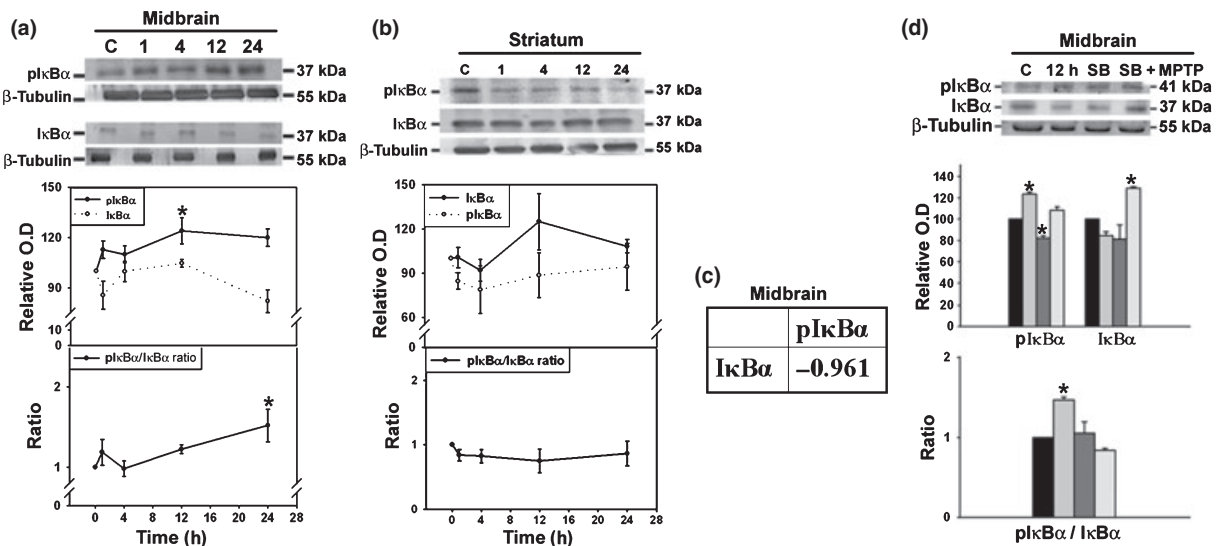 (a)
Midbrain
C 1 4 12 24
pIκBα 37 kDa
β-Tubulin 55 kDa
IκBα 37 kDa
β-Tubulin 55 kDa
150
pIκBα
IκBα
*
Relative O.D
90
10
0
pIκBα/IκBα ratio
2
*
Ratio
1
0
0 4 8 12 16 20 24 28
Time (h)
(b)
Striatum
C 1 4 12 24
pIκBα 37 kDa
IκBα 37 kDa
β-Tubulin 55 kDa
150
IκBα
pIκBα
120
Relative O.D
90
60
0
pIκBα/IκBα ratio
2
Ratio
1
0
0 4 8 12 16 20 24 28
Time (h)
(c)
Midbrain
pIκBα
IκBα –0.961
(d)
Midbrain
C 12 h SB SB + MPTP
pIκBα 41 kDa
IκBα 37 kDa
β-Tubulin 55 kDa
140
* *
120
100
*
80
60
40
20
0
Relative O.D
pIκBα IκBα
2
*
Ratio
1
0
pIκBα / IκBα